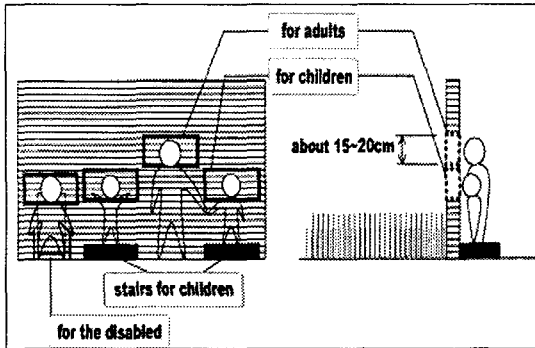 for adults
for children
about 15~20cm
stairs for children
for the disabled